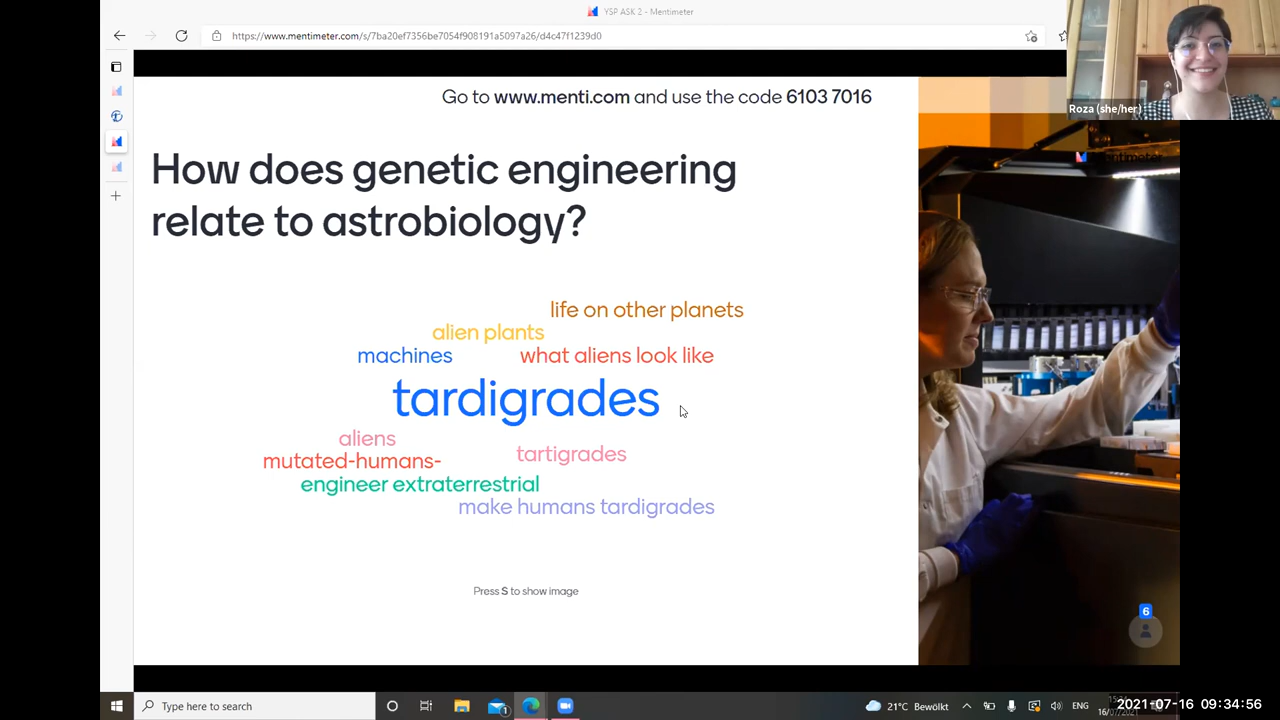 YSP ASK 2 - Mentimeter
https://www.mentimeter.com/s/7ba20ef7356be7054f908191a5097a26/d4c47f1239d0
Roza (she/her)
Go to www.menti.com and use the code 6103 7016
Mentimeter
How does genetic engineering
relate to astrobiology?
life on other planets
alien plants
machines
what aliens look like
tardigrades
aliens
tartigrades
mutated-humans-
engineer extraterrestrial
make humans tardigrades
Press S to show image
6
Type here to search
1
21°C Bewölkt
ENG
2021-07-16 09:34:56